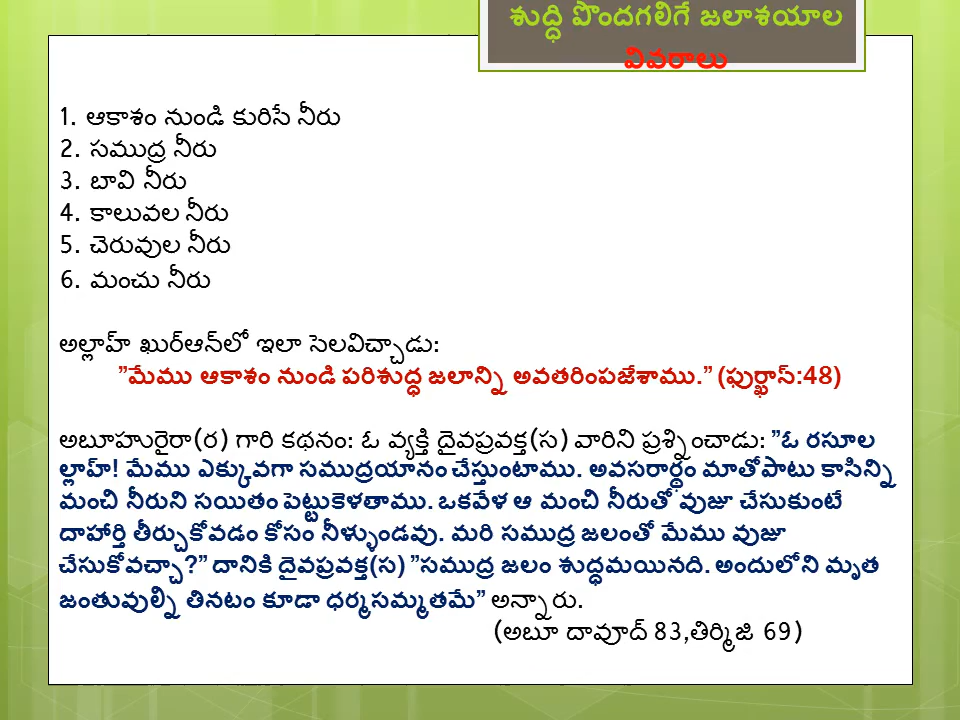 శుద్ధి పొందగలిగే జలాశయాల
వివరాలు
1. ఆకాశం నుండి కురిసే నీరు
2. సముద్ర నీరు
3. బావి నీరు
4. కాలువల నీరు
5. చెరువుల నీరు
6. మంచు నీరు
అల్లాహ్ ఖుర్ఆన్‌లో ఇలా సెలవిచ్చాడు:
”మేము ఆకాశం నుండి పరిశుద్ధ జలాన్ని అవతరింపజేశాము.” (ఫుర్ఖాన్:48)
అబూహురైరా(ర) గారి కథనం: ఓ వ్యక్తి దైవప్రవక్త(స) వారిని ప్రశ్నించాడు: ”ఓ రసూల
ల్లాహ్! మేము ఎక్కువగా సముద్రయానం చేస్తుంటాము. అవసరార్థం మాతోపాటు కాసిన్ని
మంచి నీరుని సయితం పెట్టుకెళతాము. ఒకవేళ ఆ మంచి నీరుతో వుజూ చేసుకుంటే
దాహార్తి తీర్చుకోవడం కోసం నీళ్ళుండవు. మరి సముద్ర జలంతో మేము వుజూ
చేసుకోవచ్చా?” దానికి దైవప్రవక్త(స) ”సముద్ర జలం శుద్ధమయినది. అందులోని మృత
జంతువుల్ని తినటం కూడా ధర్మసమ్మతమే” అన్నారు.
(అబూ దావూద్ 83,తిర్మిజి 69)